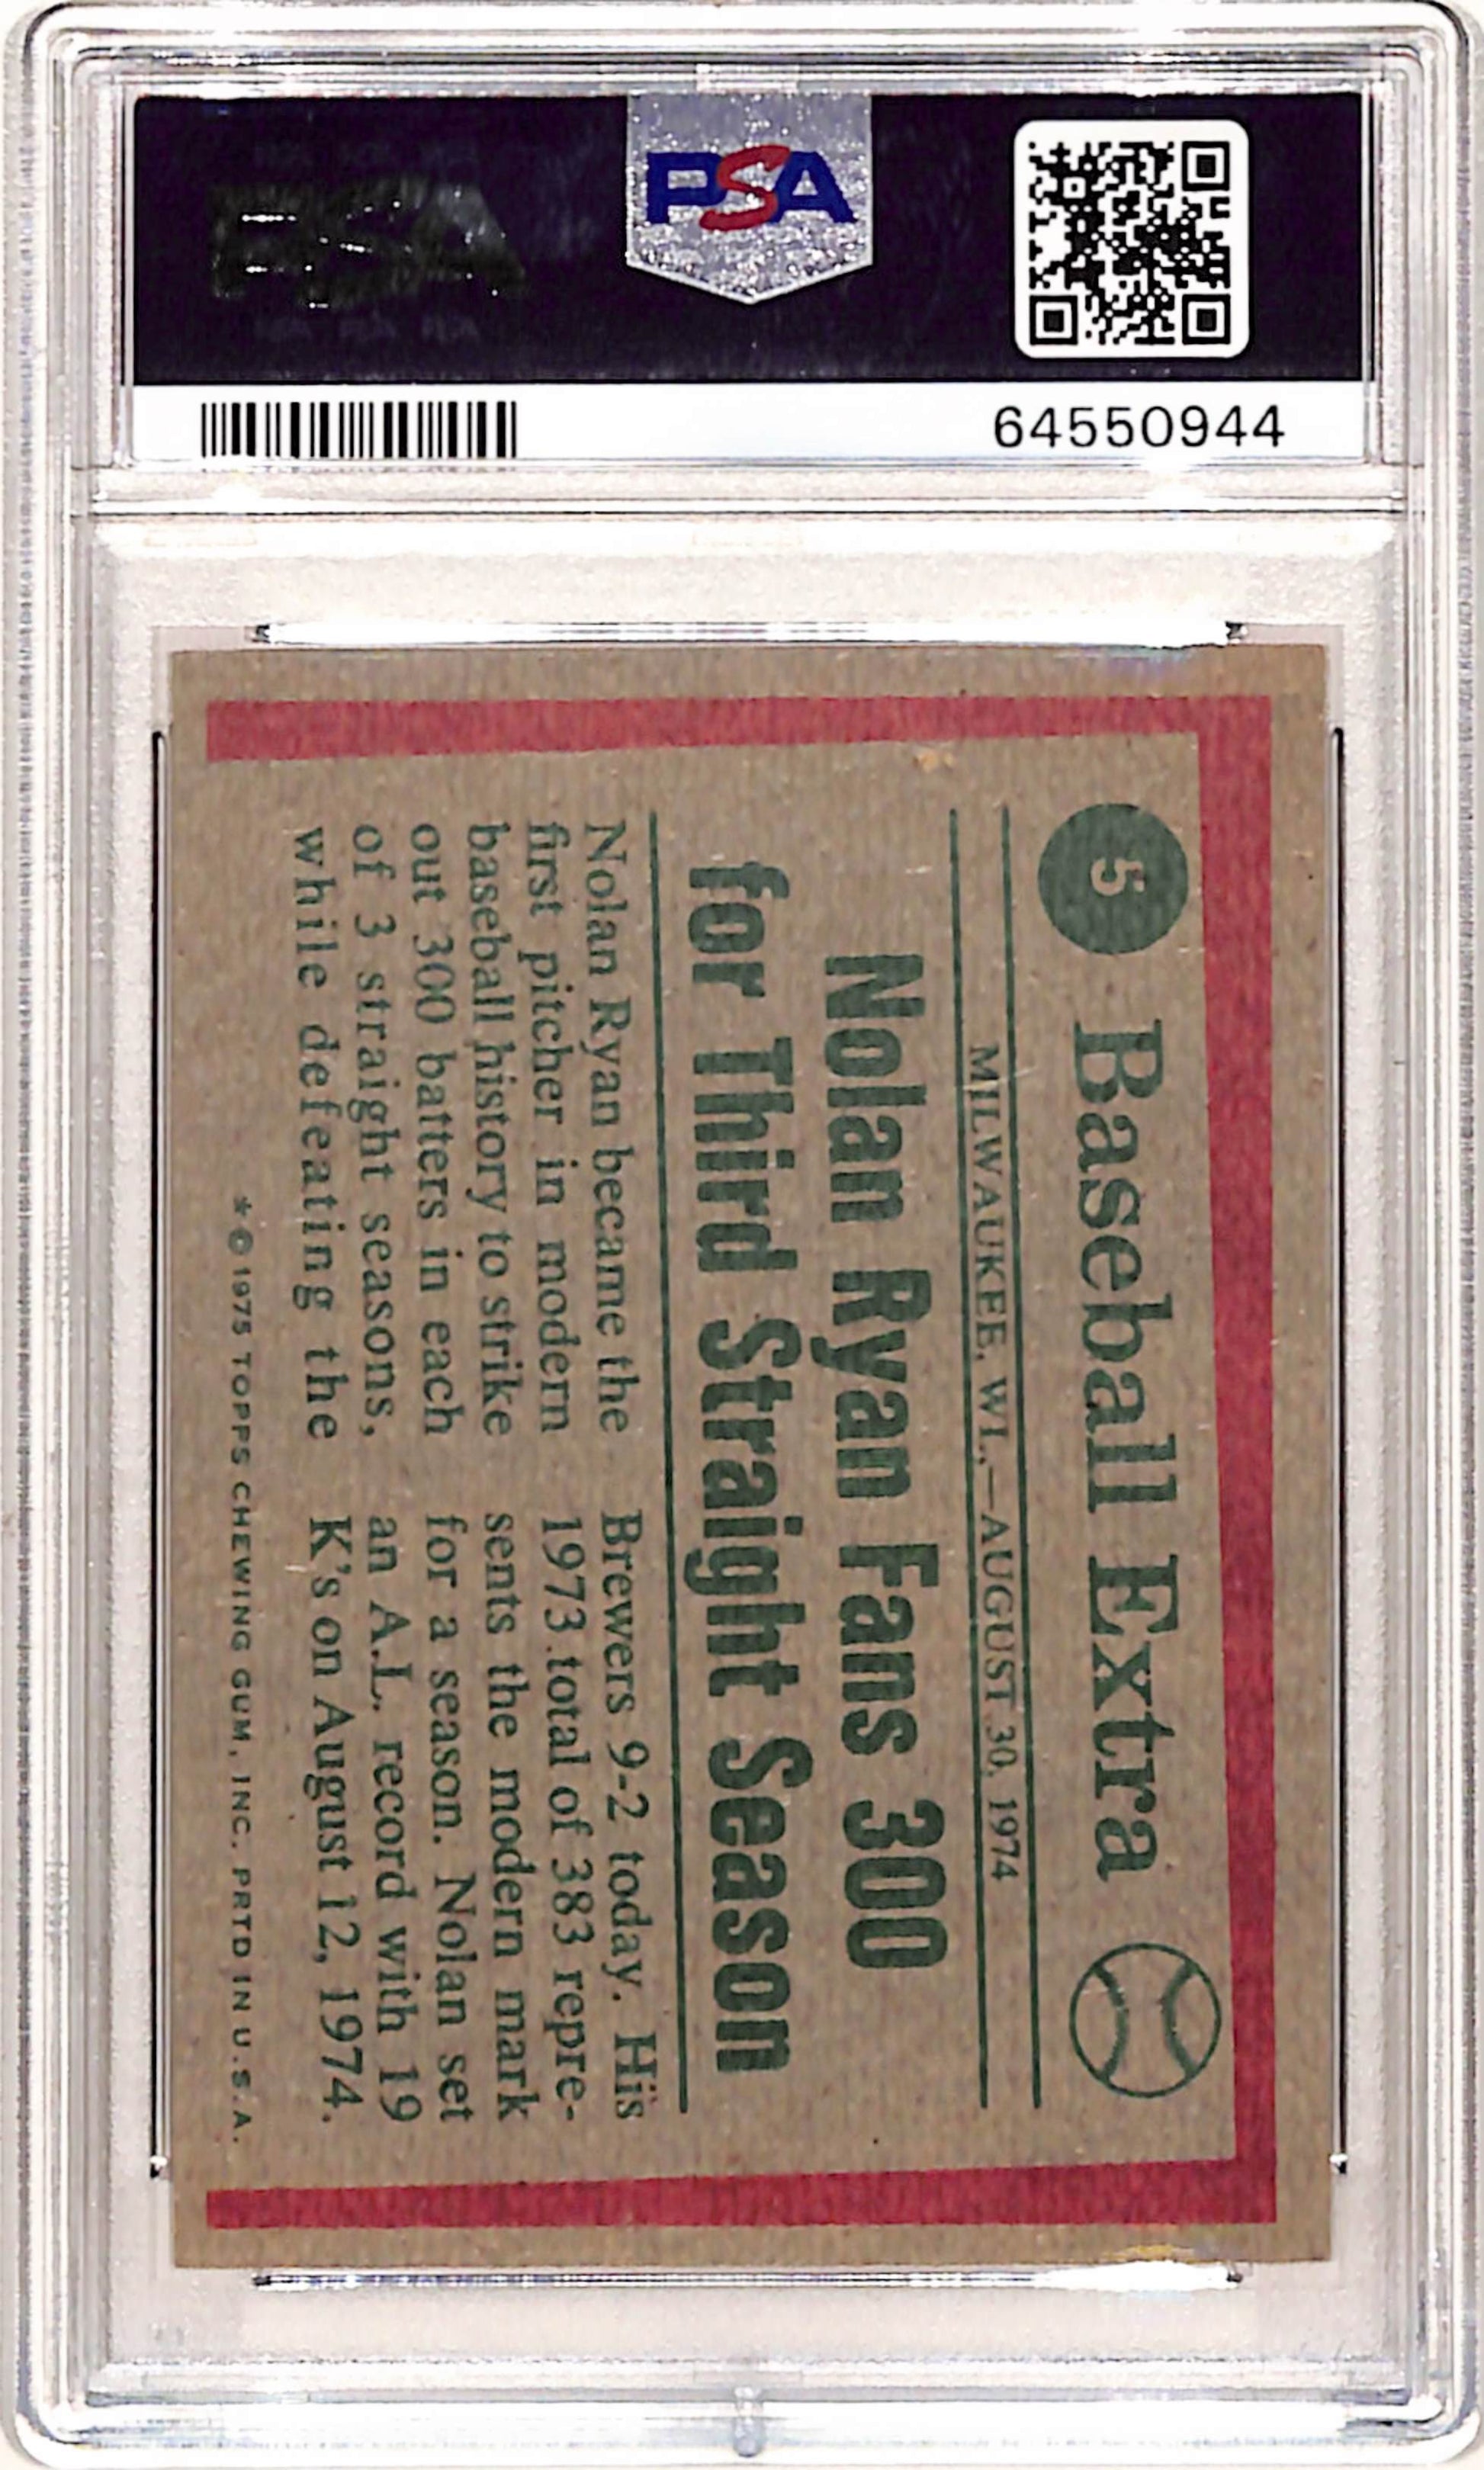 PSA
64550944
5
Baseball Extra
MILWAUKEE, WI.,—AUGUST 30, 1974
Nolan Ryan Fans 300
for Third Straight Season
Nolan Ryan became the
first pitcher in modern
baseball history to strike
out 300 batters in each
of 3 straight seasons,
while defeating the
Brewers 9-2 today. His
1973 total of 383 repre-
sents the modern mark
for a season. Nolan set
an A.L. record with 19
K's on August 12, 1974.
* © 1975 TOPPS CHEWING GUM, INC. PRTD IN U.S.A.